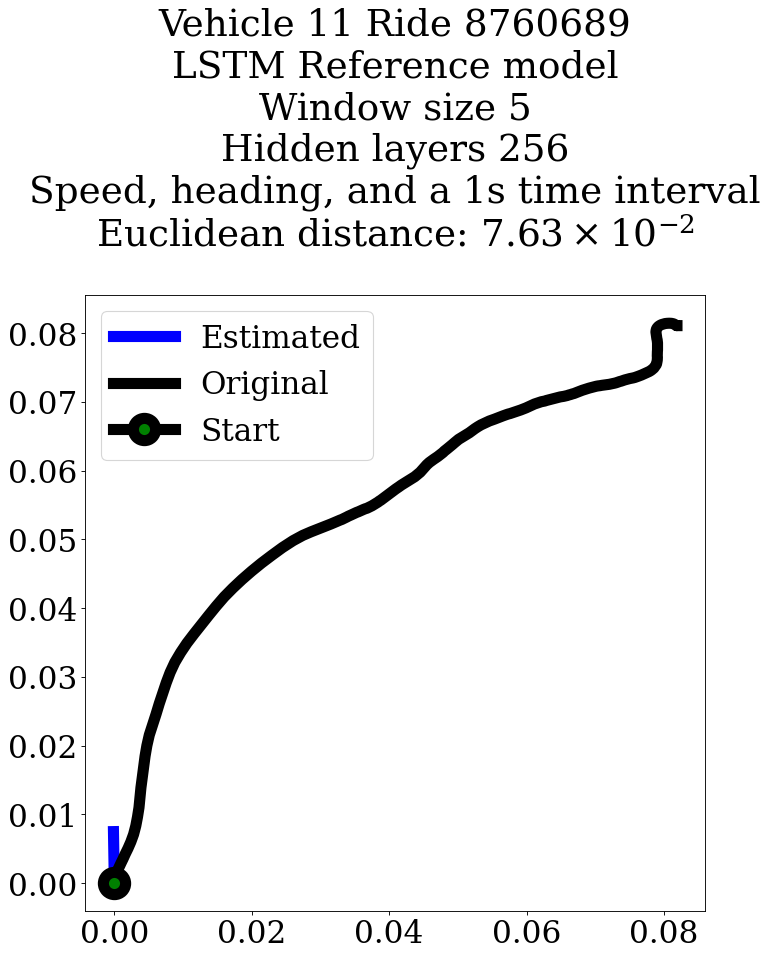 Vehicle 11 Ride 8760689
LSTM Reference model
Window size 5
Hidden layers 256
Speed, heading, and a 1s time interval
Euclidean distance: 7.63 × 10⁻²
Estimated
Original
Start
0.08
0.07
0.06
0.05
0.04
0.03
0.02
0.01
0.00
0.00 0.02 0.04 0.06 0.08